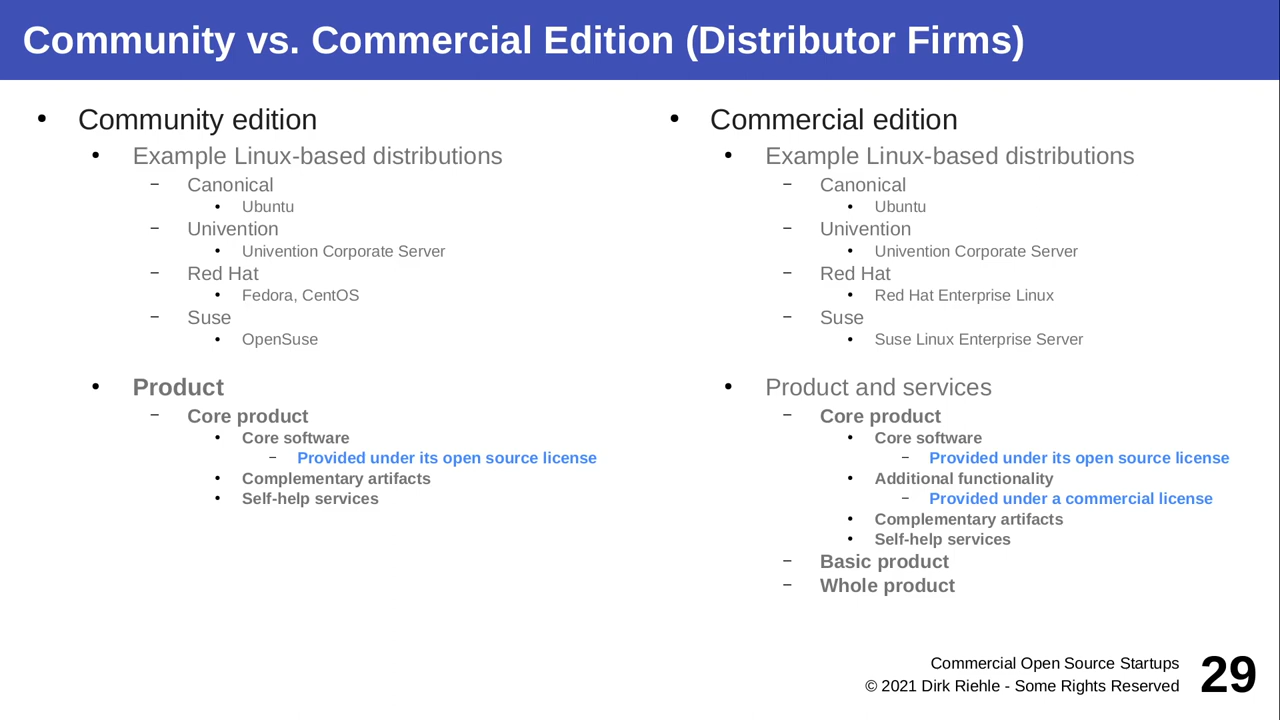 Community vs. Commercial Edition (Distributor Firms)
• Community edition
• Example Linux-based distributions
– Canonical
• Ubuntu
– Univention
• Univention Corporate Server
– Red Hat
• Fedora, CentOS
– Suse
• OpenSuse
• Product
– Core product
• Core software
– Provided under its open source license
• Complementary artifacts
• Self-help services
• Commercial edition
• Example Linux-based distributions
– Canonical
• Ubuntu
– Univention
• Univention Corporate Server
– Red Hat
• Red Hat Enterprise Linux
– Suse
• Suse Linux Enterprise Server
• Product and services
– Core product
• Core software
– Provided under its open source license
• Additional functionality
– Provided under a commercial license
• Complementary artifacts
• Self-help services
– Basic product
– Whole product
Commercial Open Source Startups
© 2021 Dirk Riehle - Some Rights Reserved
29